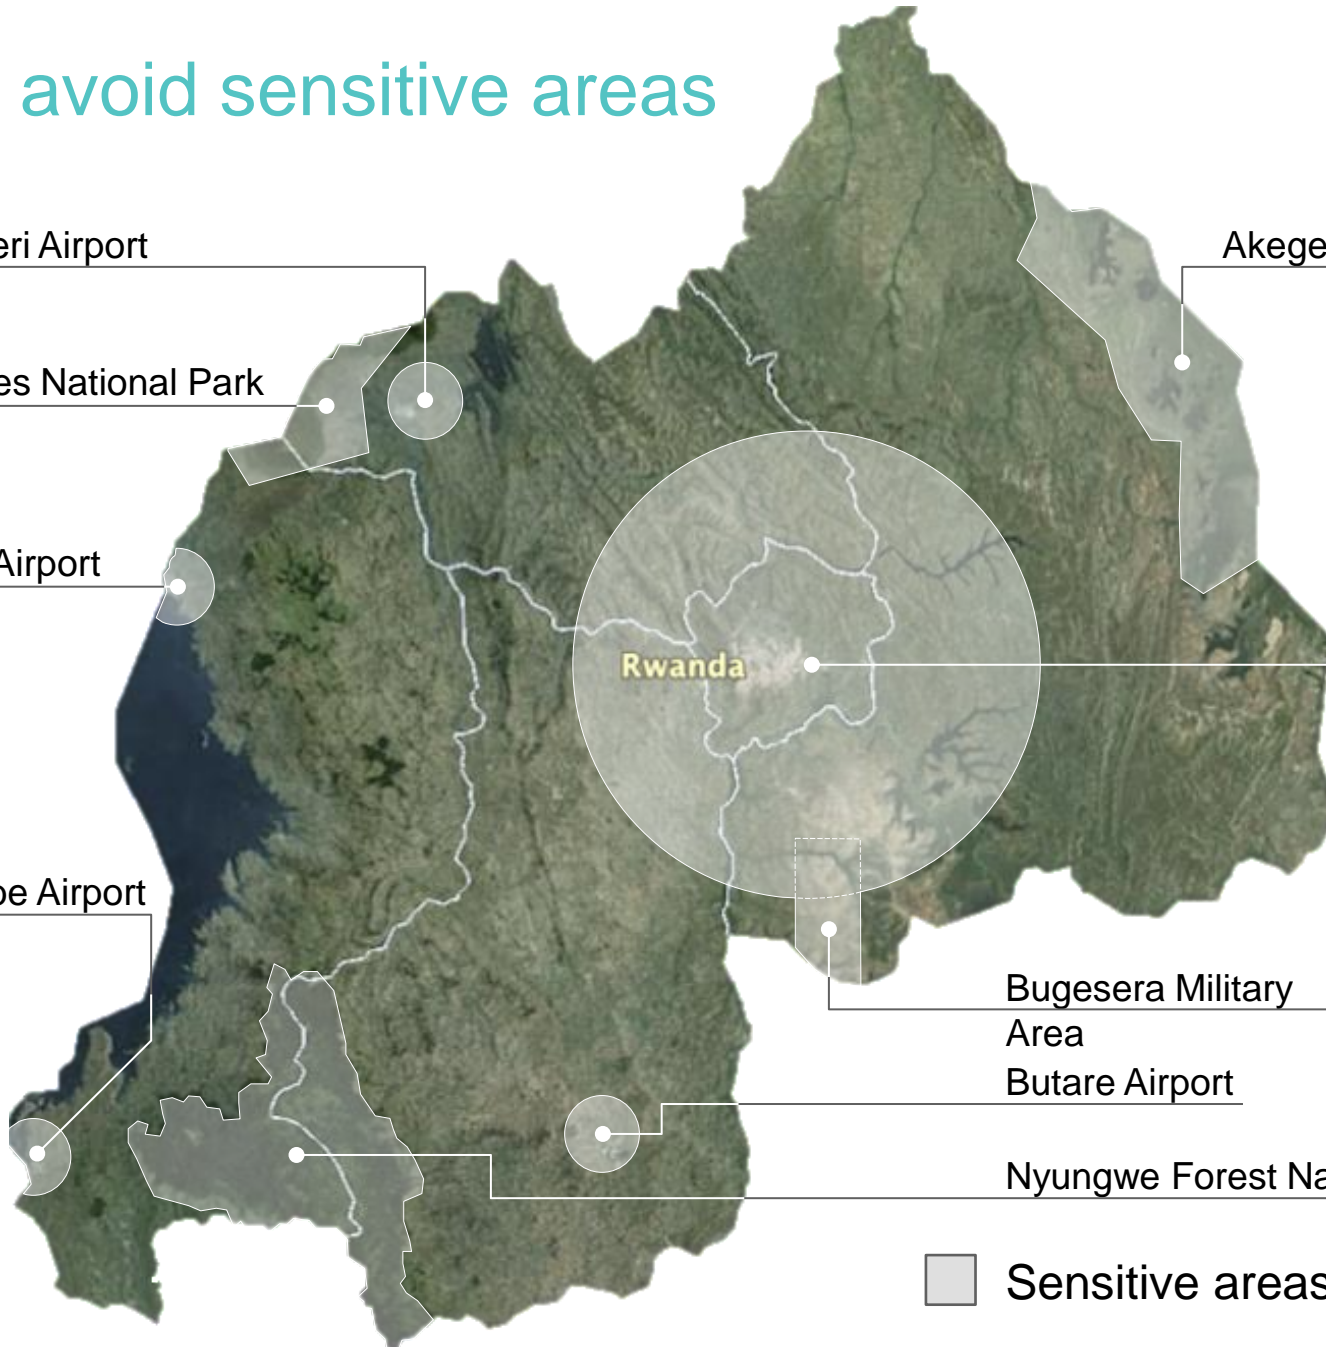 avoid sensitive areas
eri Airport
Akege
es National Park
Airport
Rwanda
be Airport
Bugesera Military
Area
Butare Airport
Nyungwe Forest Na
Sensitive areas